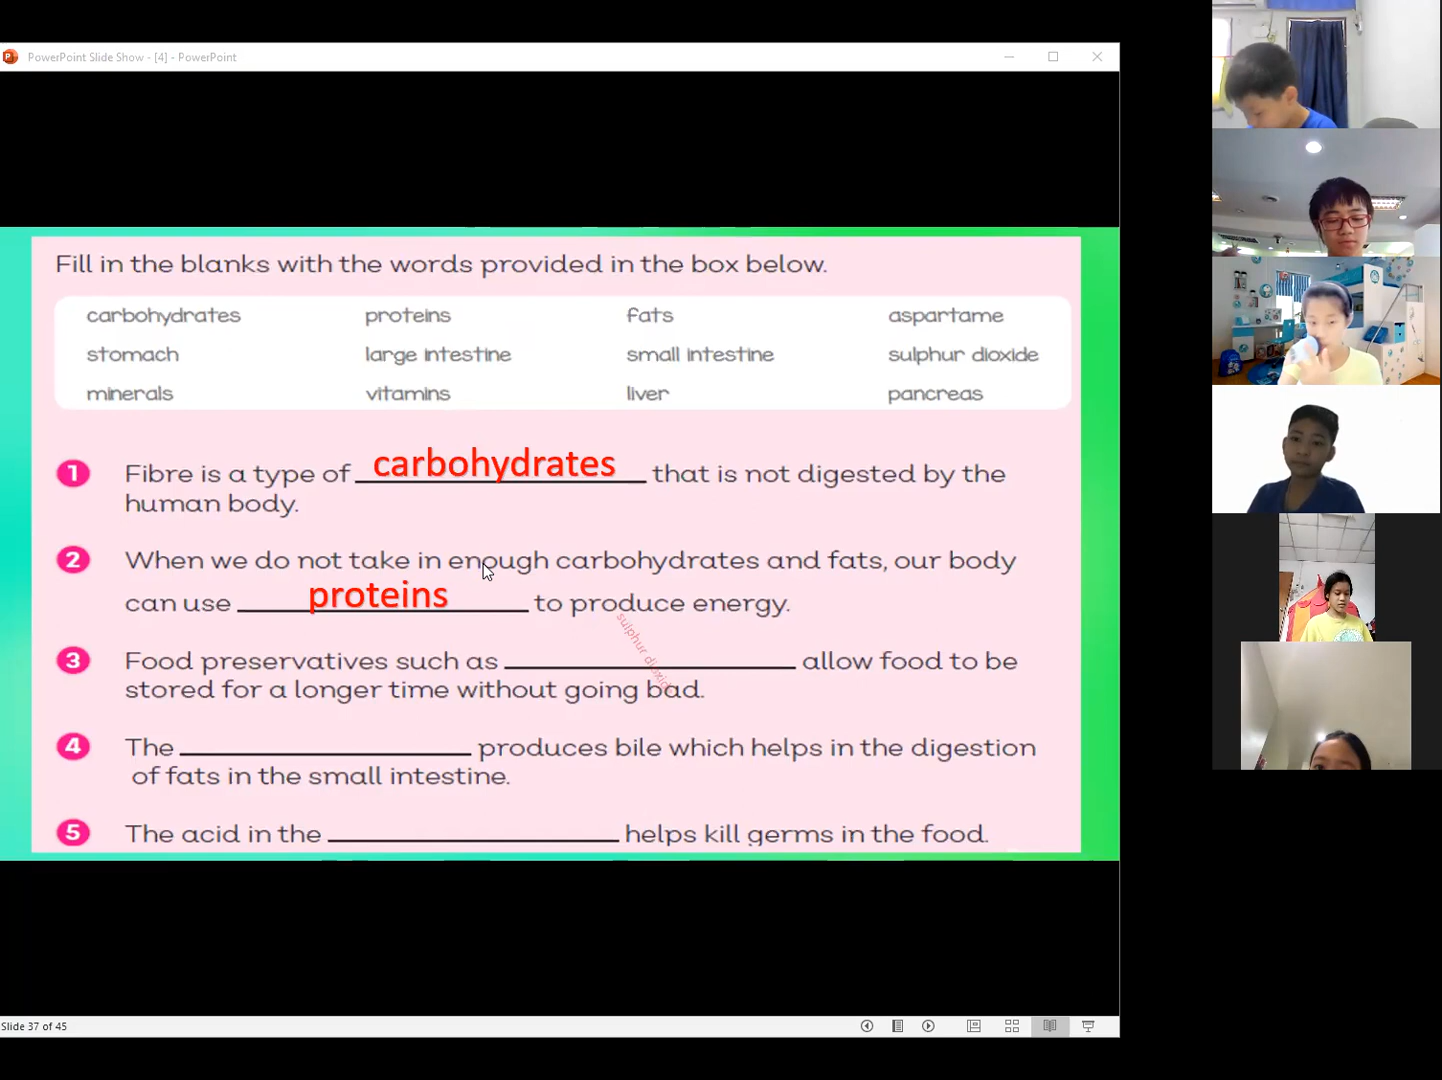 PowerPoint Slide Show - [4] - PowerPoint
Fill in the blanks with the words provided in the box below.
carbohydrates proteins fats aspartame
stomach large intestine small intestine sulphur dioxide
minerals vitamins liver pancreas
1 Fibre is a type of carbohydrates that is not digested by the
human body.
2 When we do not take in enough carbohydrates and fats, our body
can use proteins to produce energy.
sulphur dioxide
3 Food preservatives such as ____________ allow food to be
stored for a longer time without going bad.
4 The ____________ produces bile which helps in the digestion
of fats in the small intestine.
5 The acid in the ____________ helps kill germs in the food.
Slide 37 of 45